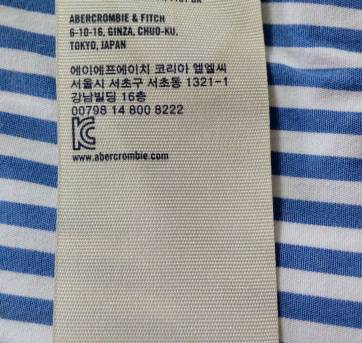 ABERCROMBIE & FITCH
6-10-16, GINZA, CHUO-KU,
TOKYO, JAPAN
에이에프에이치 코리아 엘엘씨
서울시 서초구 서초동 1321-1
강남빌딩 16층
00798 14 800 8222
www.abercrombie.com